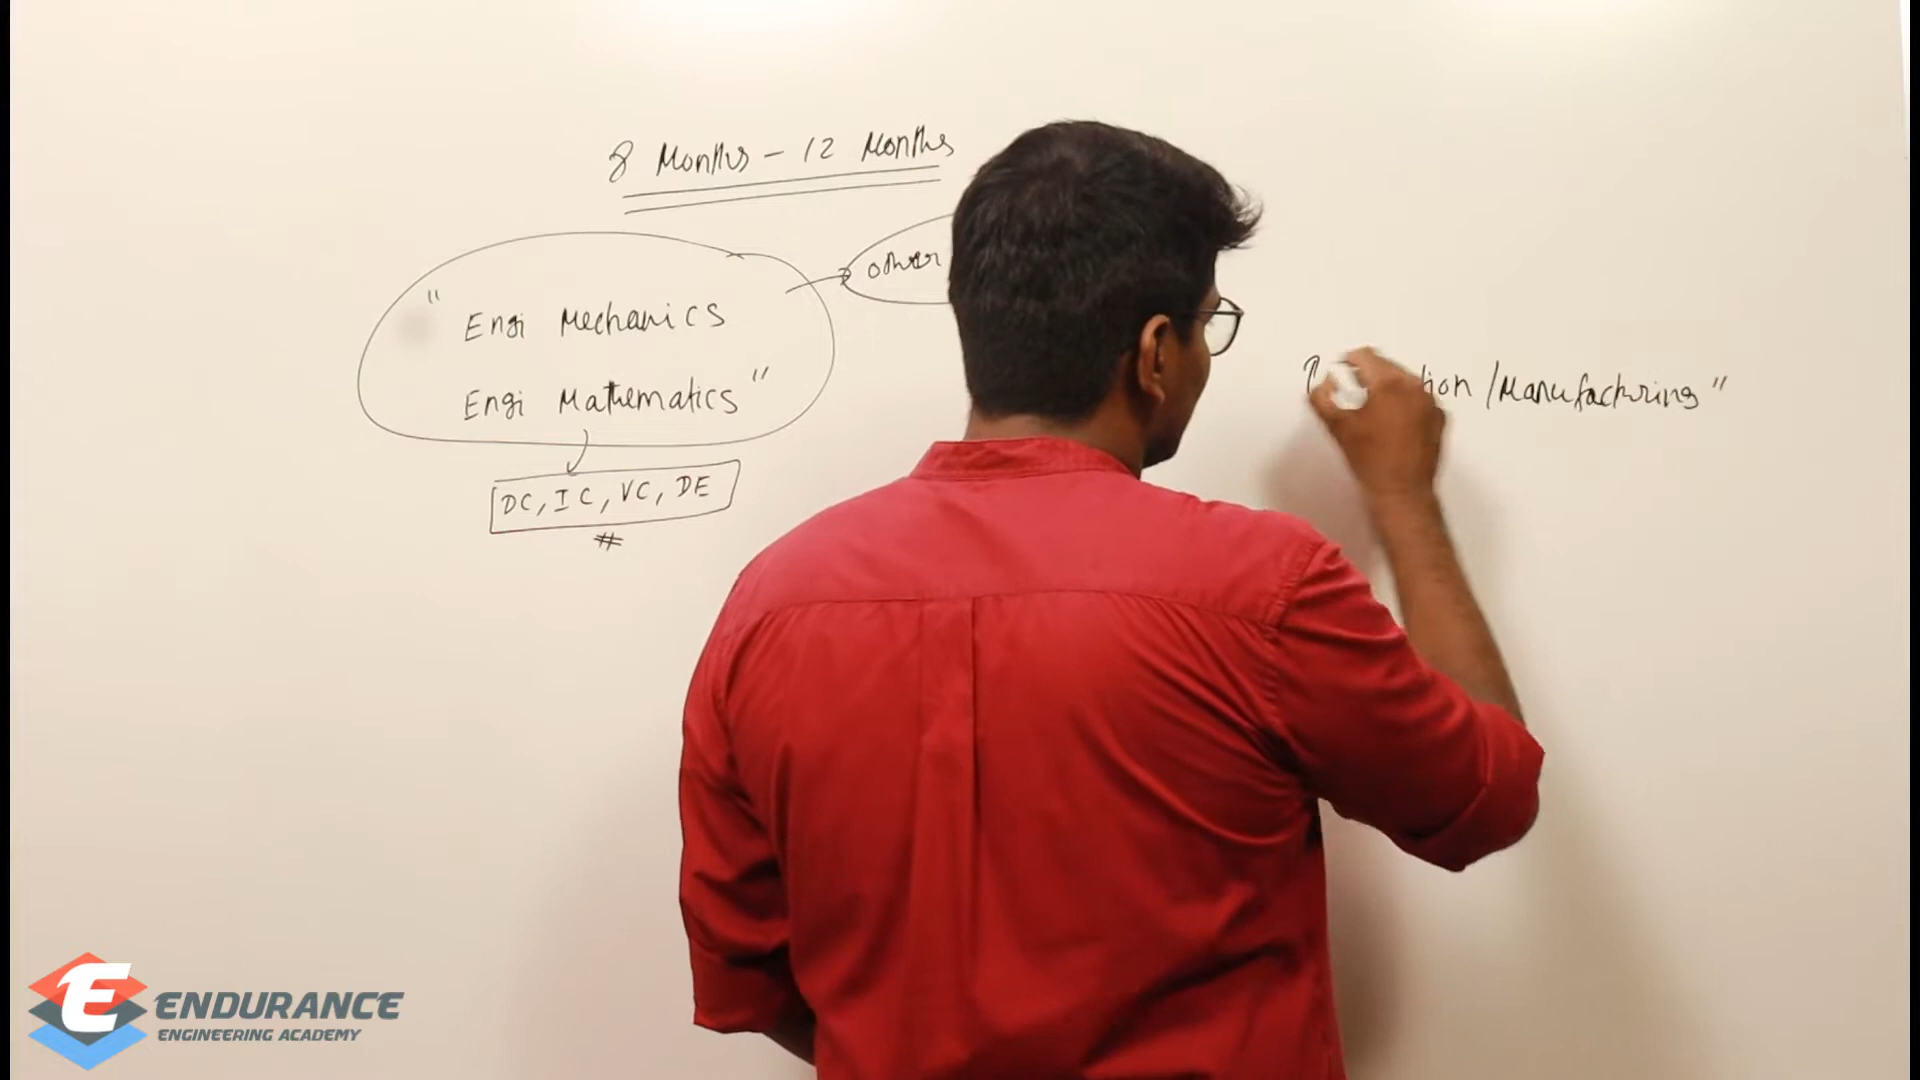 8 Months - 12 Months
other
" Engi Mechanics
Engi Mathematics "
DC, IC, VC, DE
#
/Manufacturing"
ENDURANCE
ENGINEERING ACADEMY